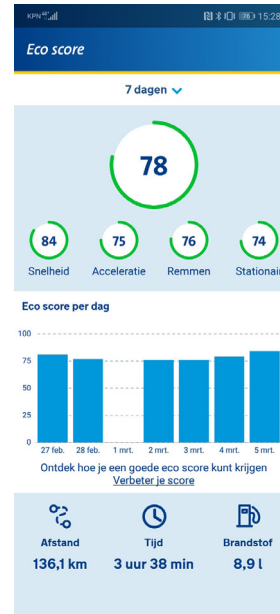 KPN 15:28
Eco score
7 dagen
78
84 75 76 74
Snelheid Acceleratie Remmen Stationair
Eco score per dag
100
75
50
25
0
27 feb. 28 feb. 1 mrt. 2 mrt. 3 mrt. 4 mrt. 5 mrt.
Ontdek hoe je een goede eco score kunt krijgen
Verbeter je score
Afstand Tijd Brandstof
136,1 km 3 uur 38 min 8,9 l